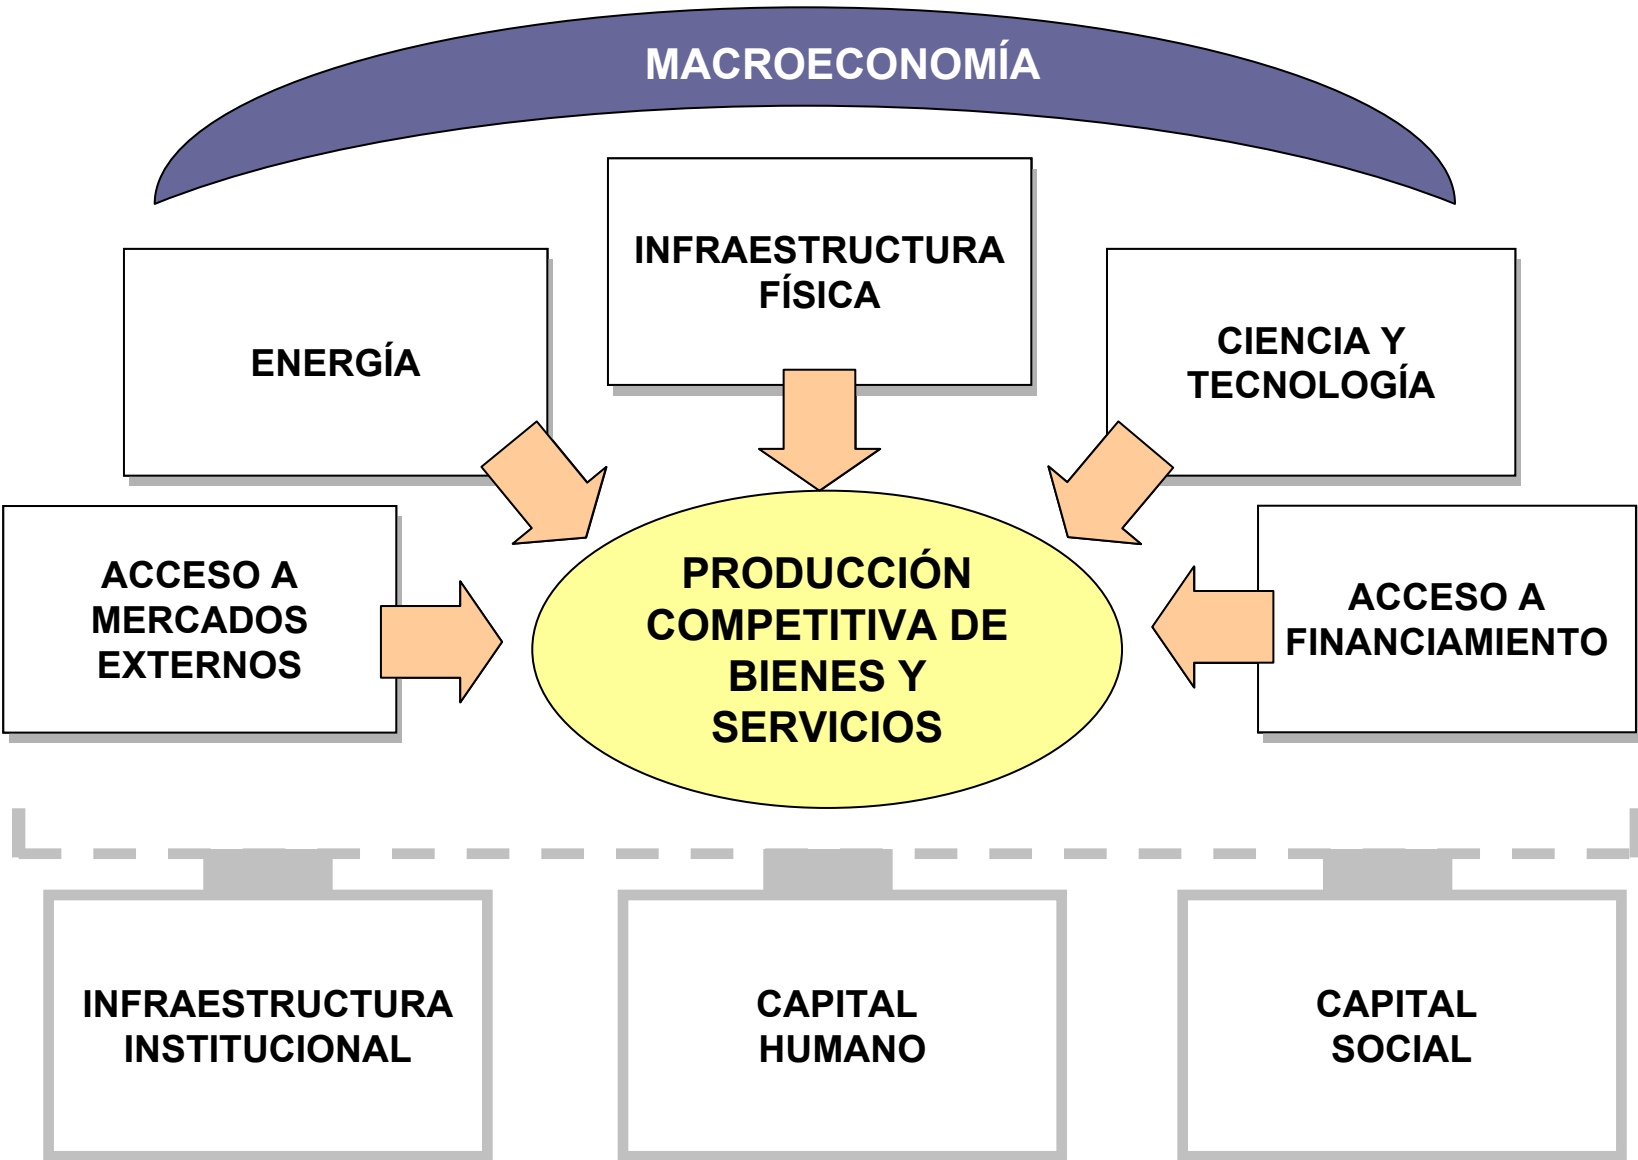 MACROECONOMÍA
INFRAESTRUCTURA
FÍSICA
ENERGÍA
CIENCIA Y
TECNOLOGÍA
ACCESO A
MERCADOS
EXTERNOS
PRODUCCIÓN
COMPETITIVA DE
BIENES Y
SERVICIOS
ACCESO A
FINANCIAMIENTO
INFRAESTRUCTURA
INSTITUCIONAL
CAPITAL
HUMANO
CAPITAL
SOCIAL